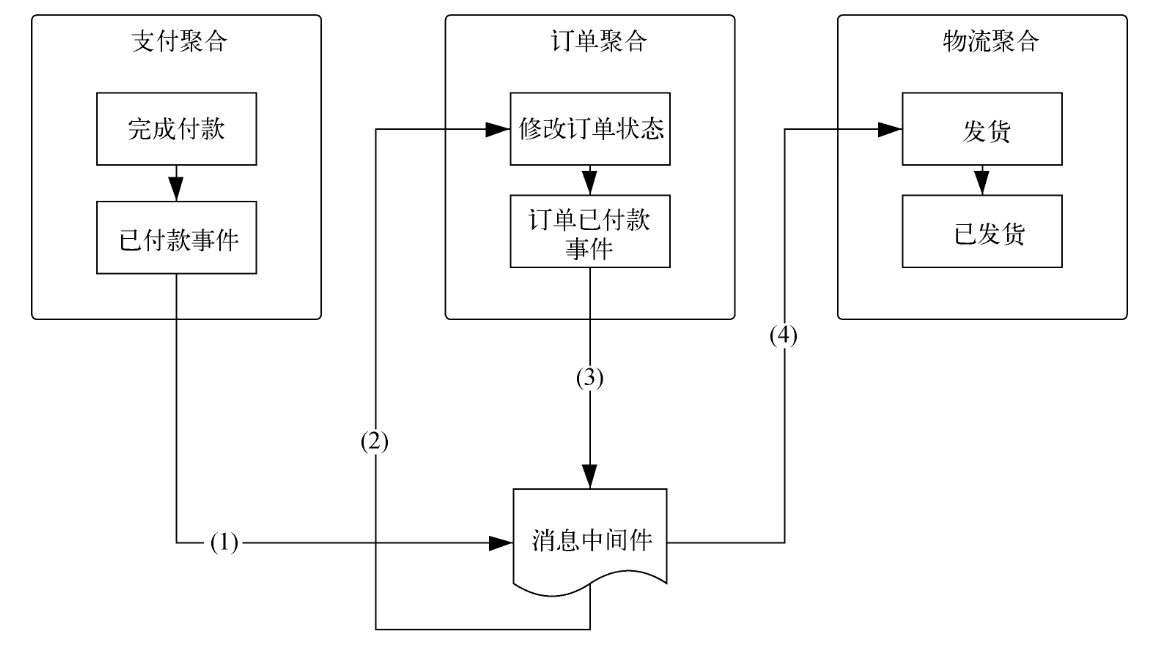 支付聚合
完成付款
已付款事件
订单聚合
修改订单状态
订单已付款
事件
物流聚合
发货
已发货
(1)
(2)
(3)
(4)
消息中间件